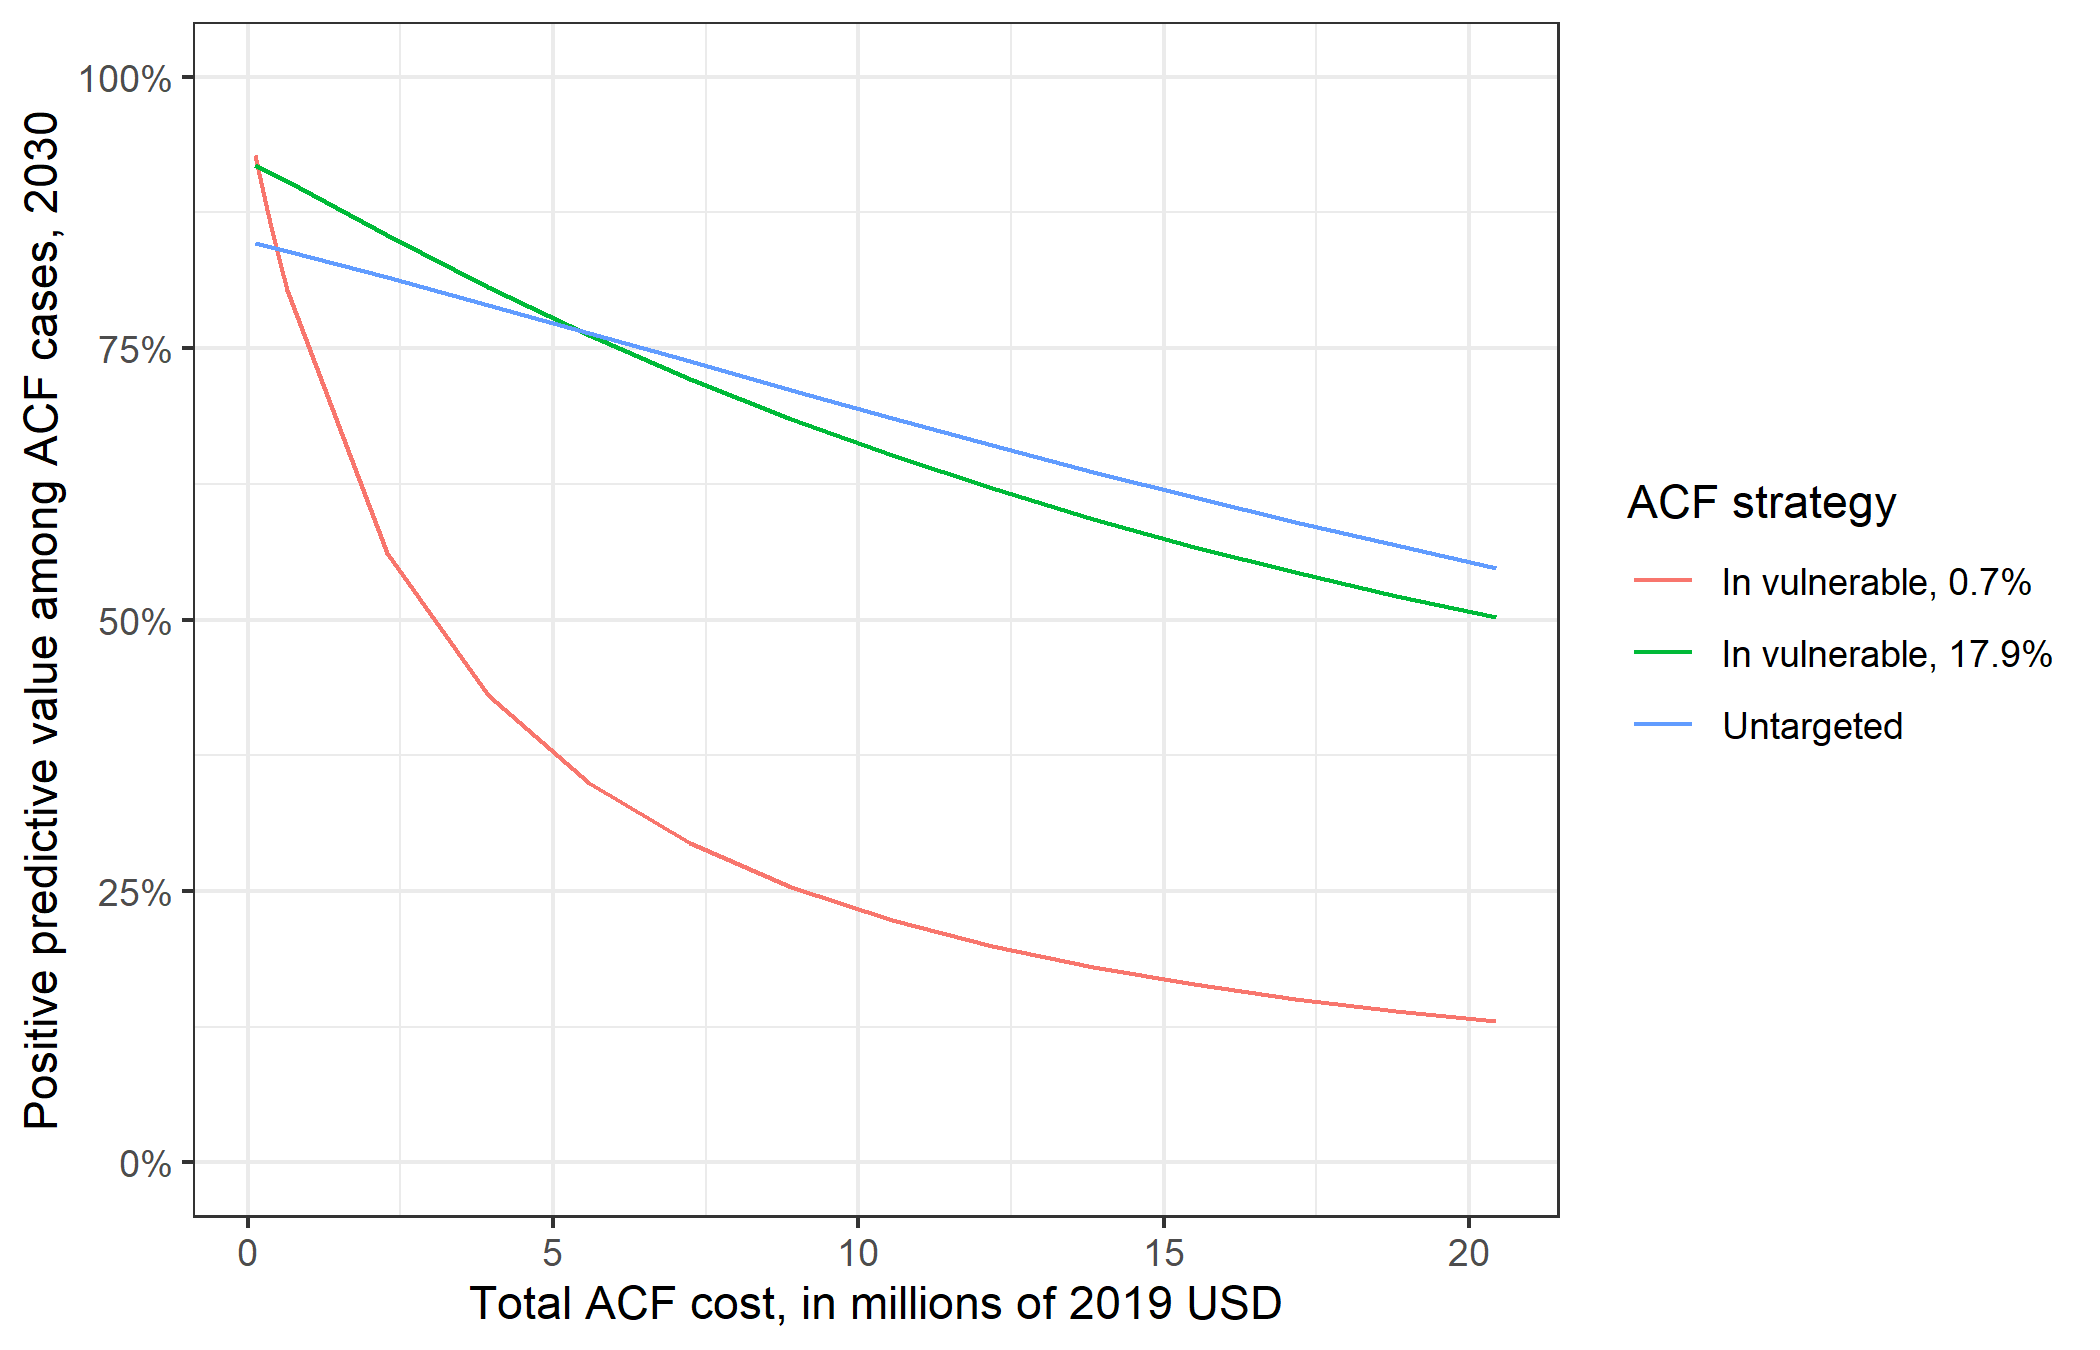 Positive predictive value among ACF cases, 2030
100%
75%
50%
25%
0%
0
5
10
15
20
Total ACF cost, in millions of 2019 USD
ACF strategy
In vulnerable, 0.7%
In vulnerable, 17.9%
Untargeted